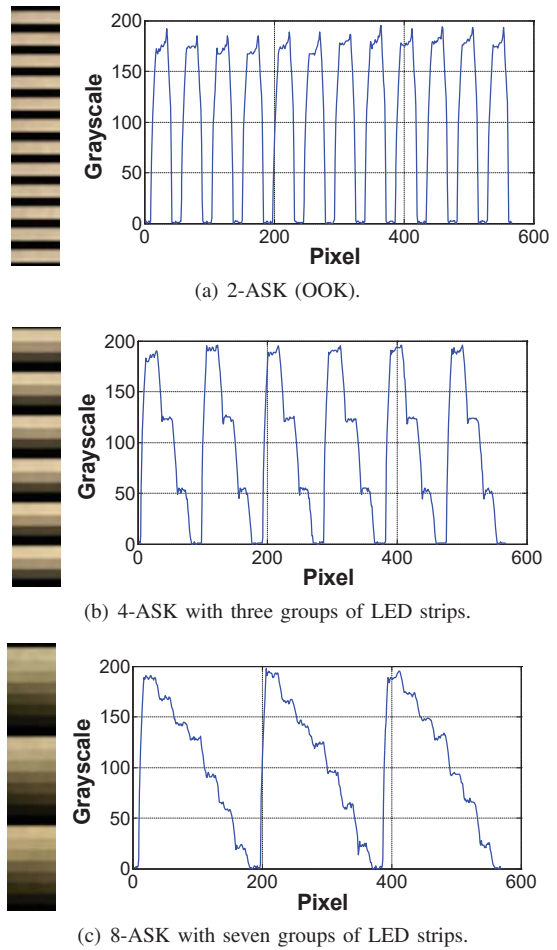 200
150
100
50
0
Grayscale
0 200 400 600
Pixel
(a) 2-ASK (OOK).
200
150
100
50
0
Grayscale
0 200 400 600
Pixel
(b) 4-ASK with three groups of LED strips.
200
150
100
50
0
Grayscale
0 200 400 600
Pixel
(c) 8-ASK with seven groups of LED strips.